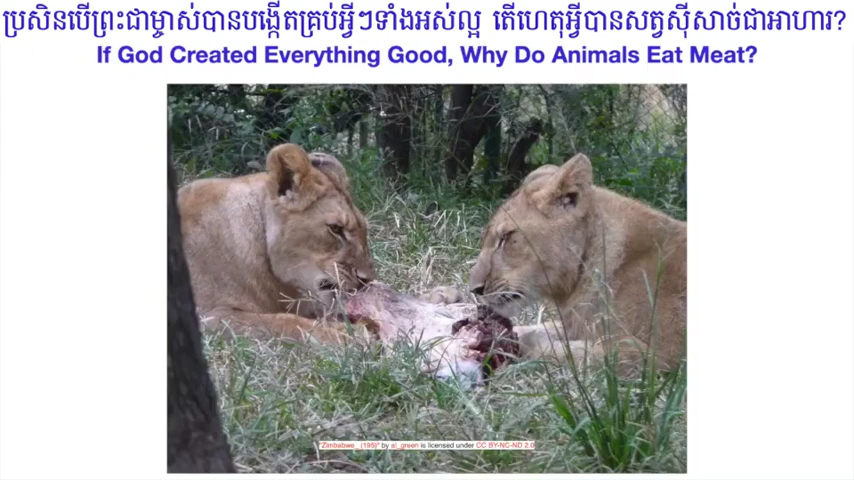 ប្រសិនបើព្រះជាម្ចាស់បានបង្កើតគ្រប់អ្វីៗទាំងអស់ល្អ តើហេតុអ្វីបានសត្វស៊ីសាច់ជាអាហារ?
If God Created Everything Good, Why Do Animals Eat Meat?
"Zimbabwe_ (195)" by al_green is licensed under CC BY-NC-ND 2.0